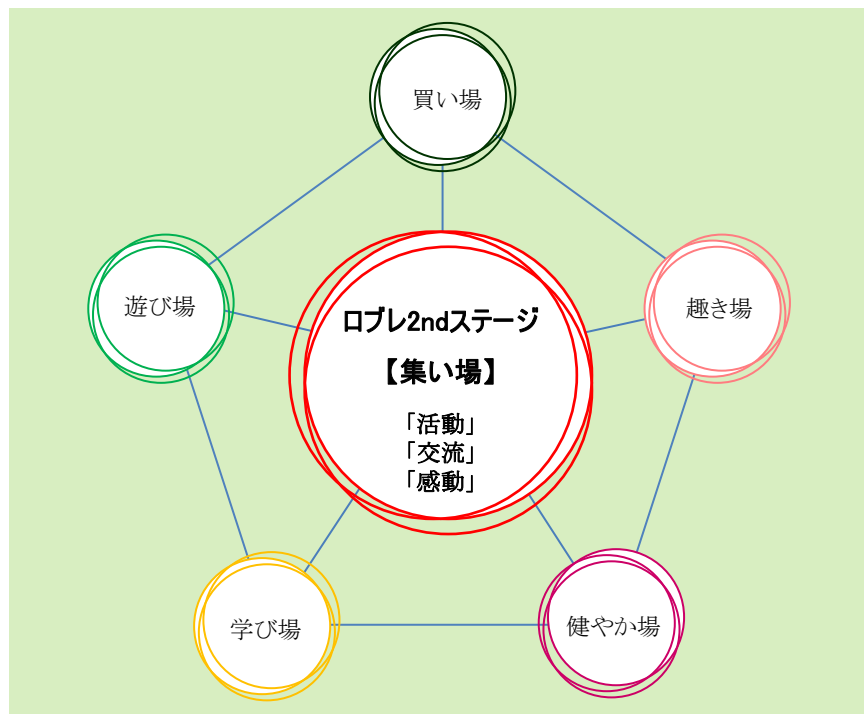 買い場
遊び場
趣き場
ロブレ2ndステージ
【集い場】
「活動」
「交流」
「感動」
学び場
健やか場